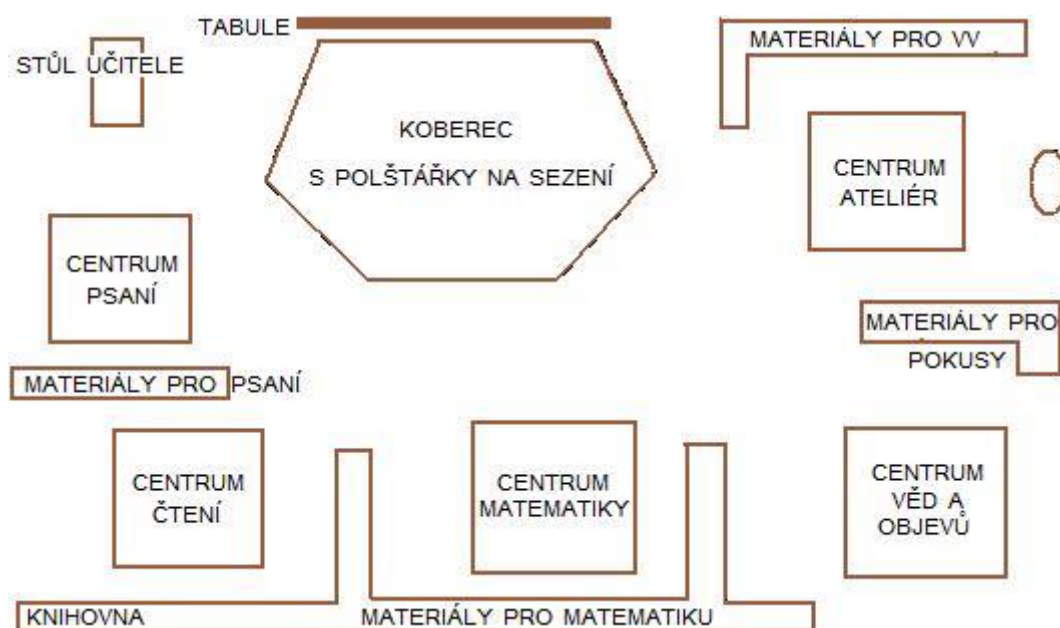 TABULE
MATERIÁLY PRO VV
STŮL UČITELE
KOBEREC
S POLŠTÁŘKY NA SEZENÍ
CENTRUM
ATELIÉR
CENTRUM
PSANÍ
MATERIÁLY PRO
POKUSY
MATERIÁLY PRO PSANÍ
CENTRUM
ČTENÍ
CENTRUM
MATEMATIKY
CENTRUM
VĚD A
OBJEVŮ
KNIHOVNA
MATERIÁLY PRO MATEMATIKU